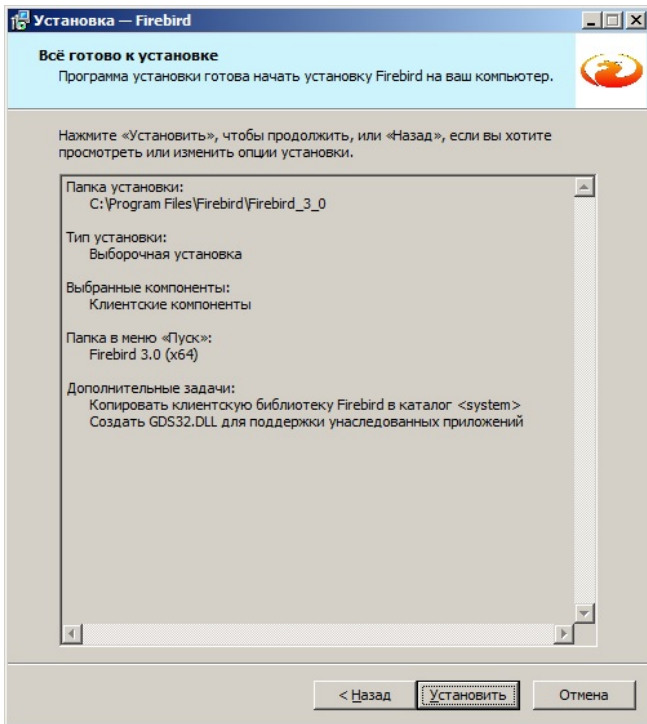 Установка — Firebird
Всё готово к установке
Программа установки готова начать установку Firebird на ваш компьютер.
Нажмите «Установить», чтобы продолжить, или «Назад», если вы хотите
просмотреть или изменить опции установки.
Папка установки:
C:\Program Files\Firebird\Firebird_3_0
Тип установки:
Выборочная установка
Выбранные компоненты:
Клиентские компоненты
Папка в меню «Пуск»:
Firebird 3.0 (x64)
Дополнительные задачи:
Копировать клиентскую библиотеку Firebird в каталог <system>
Создать GDS32.DLL для поддержки унаследованных приложений
< Назад Установить Отмена